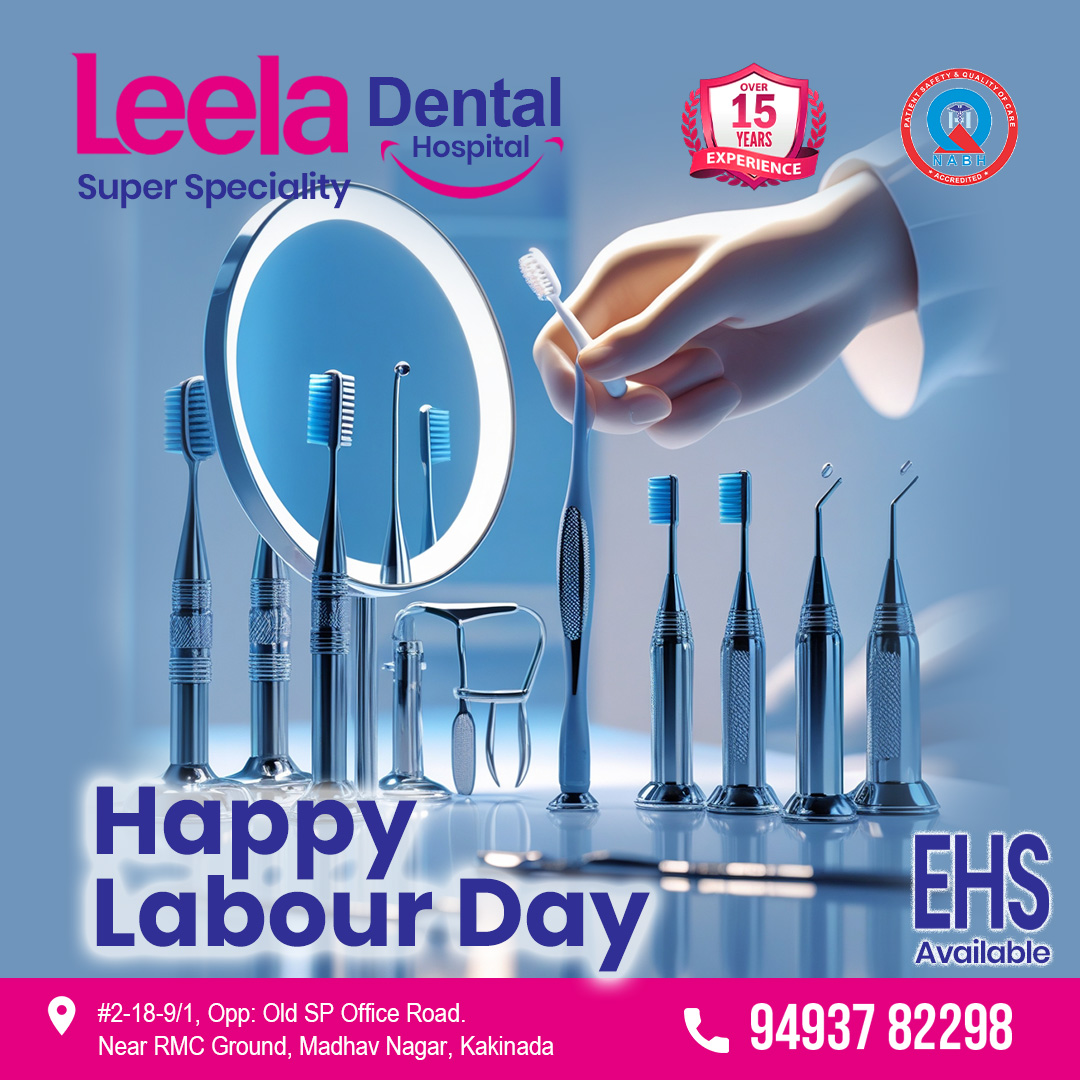 Leela Dental
Hospital
Super Speciality
OVER
15
YEARS
EXPERIENCE
PATIENT SAFETY & QUALITY OF CARE
NABH
ACCREDITED
Happy
Labour Day
EHS
Available
#2-18-9/1, Opp: Old SP Office Road.
Near RMC Ground, Madhav Nagar, Kakinada
94937 82298